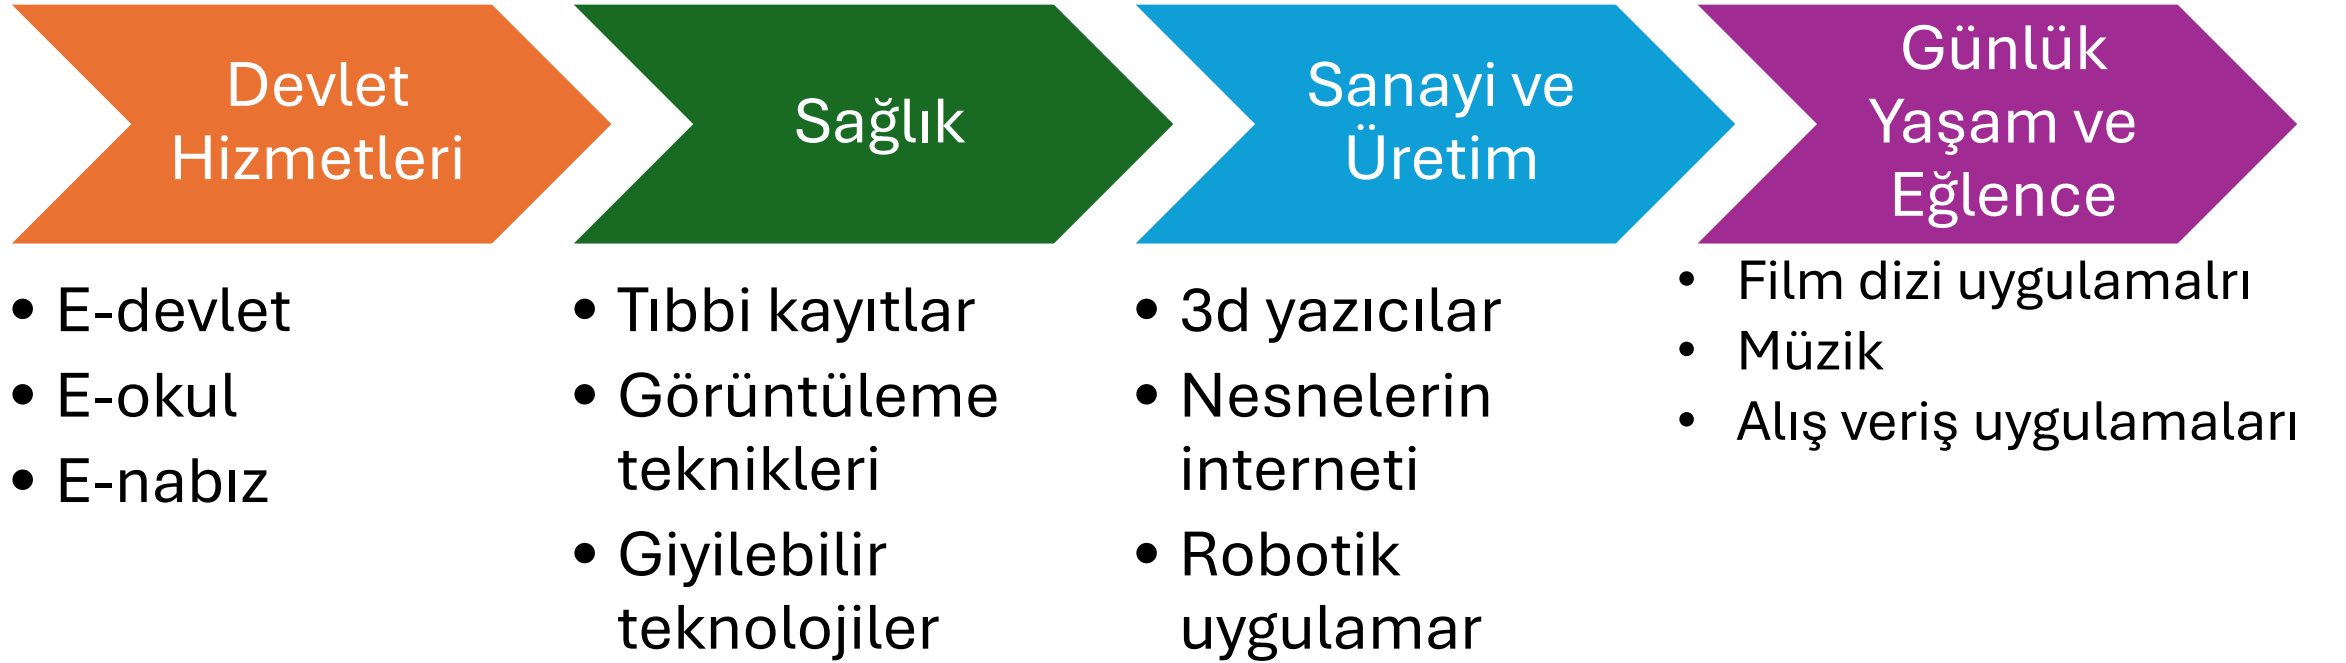 Devlet
Hizmetleri
• E-devlet
• E-okul
• E-nabız
Sağlık
• Tıbbi kayıtlar
• Görüntüleme
teknikleri
• Giyilebilir
teknolojiler
Sanayi ve
Üretim
• 3d yazıcılar
• Nesnelerin
interneti
• Robotik
uygulamar
Günlük
Yaşam ve
Eğlence
• Film dizi uygulamalrı
• Müzik
• Alış veriş uygulamaları